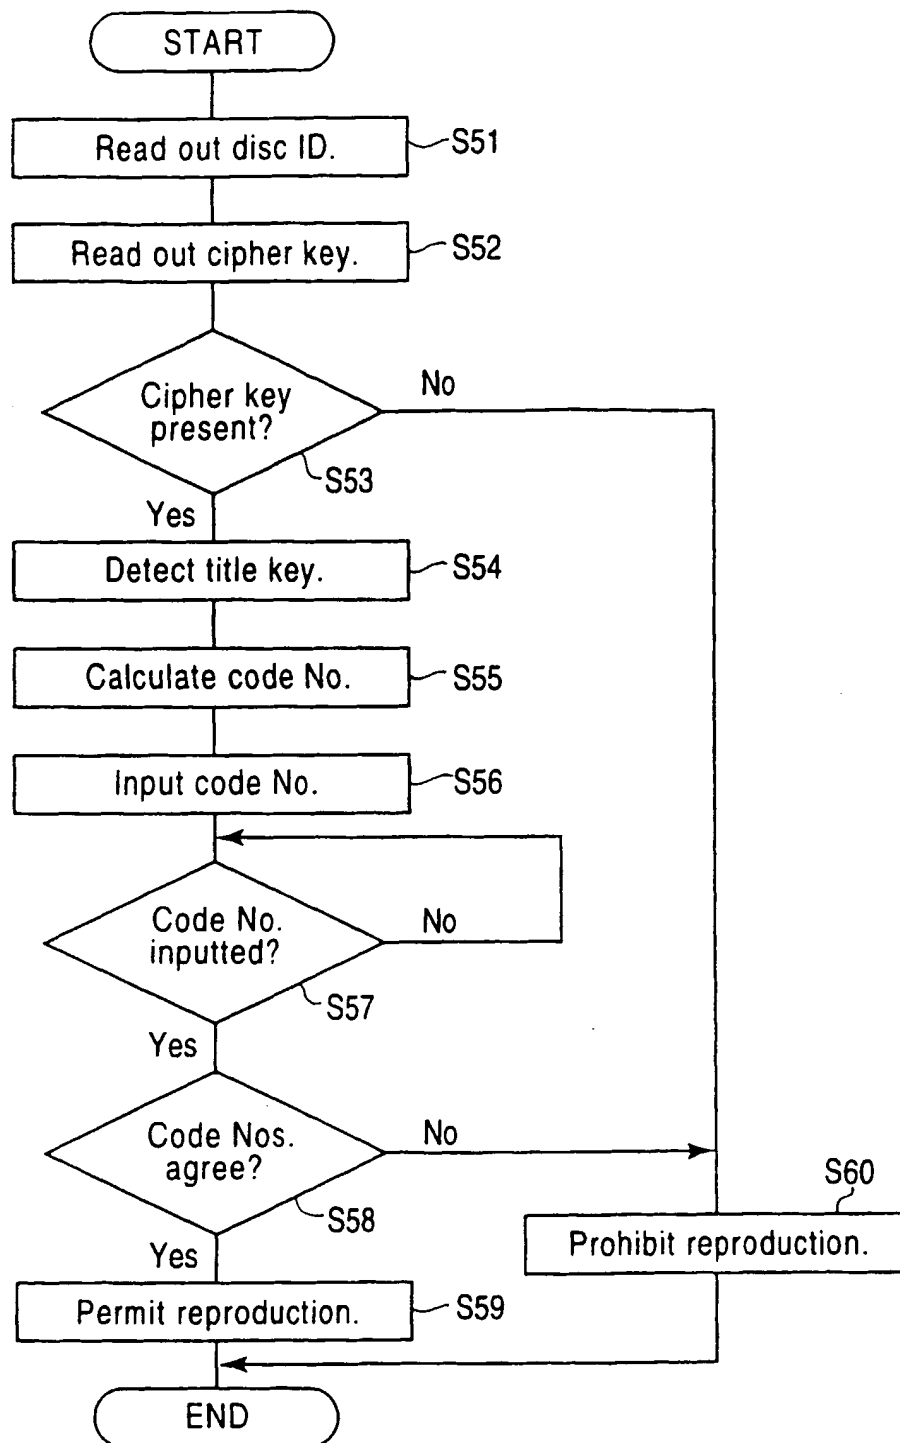 START
Read out disc ID.
S51
Read out cipher key.
S52
Cipher key
present?
No
S53
Yes
Detect title key.
S54
Calculate code No.
S55
Input code No.
S56
Code No.
inputted?
No
S57
Yes
Code Nos.
agree?
No
S58
S60
Yes
Prohibit reproduction.
Permit reproduction.
S59
END